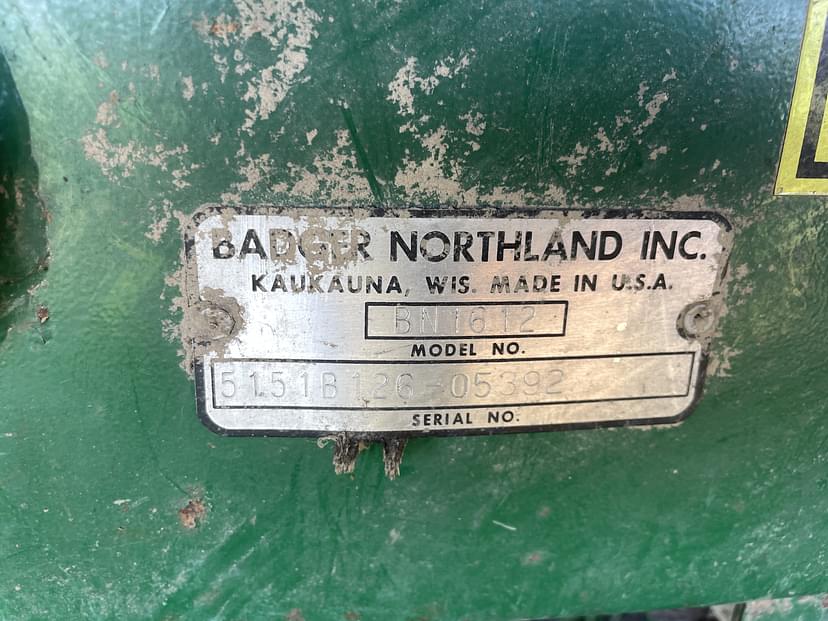 BADGER NORTHLAND INC.
KAUKAUNA, WIS. MADE IN U.S.A.
BN1612
MODEL NO.
5151B126-05392
SERIAL NO.